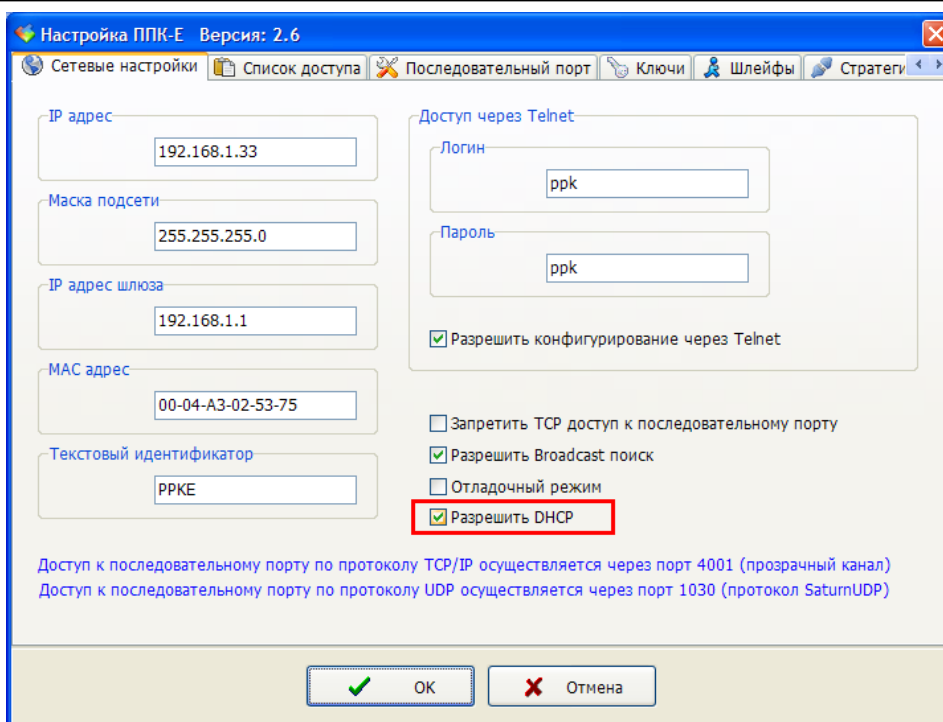 Настройка ППК-Е Версия: 2.6
Сетевые настройки Список доступа Последовательный порт Ключи Шлейфы Стратеги
IP адрес
192.168.1.33
Маска подсети
255.255.255.0
IP адрес шлюза
192.168.1.1
MAC адрес
00-04-A3-02-53-75
Текстовый идентификатор
PPKE
Доступ через Telnet
Логин
ppk
Пароль
ppk
Разрешить конфигурирование через Telnet
Запретить TCP доступ к последовательному порту
Разрешить Broadcast поиск
Отладочный режим
Разрешить DHCP
Доступ к последовательному порту по протоколу TCP/IP осуществляется через порт 4001 (прозрачный канал)
Доступ к последовательному порту по протоколу UDP осуществляется через порт 1030 (протокол SaturnUDP)
OK Отмена